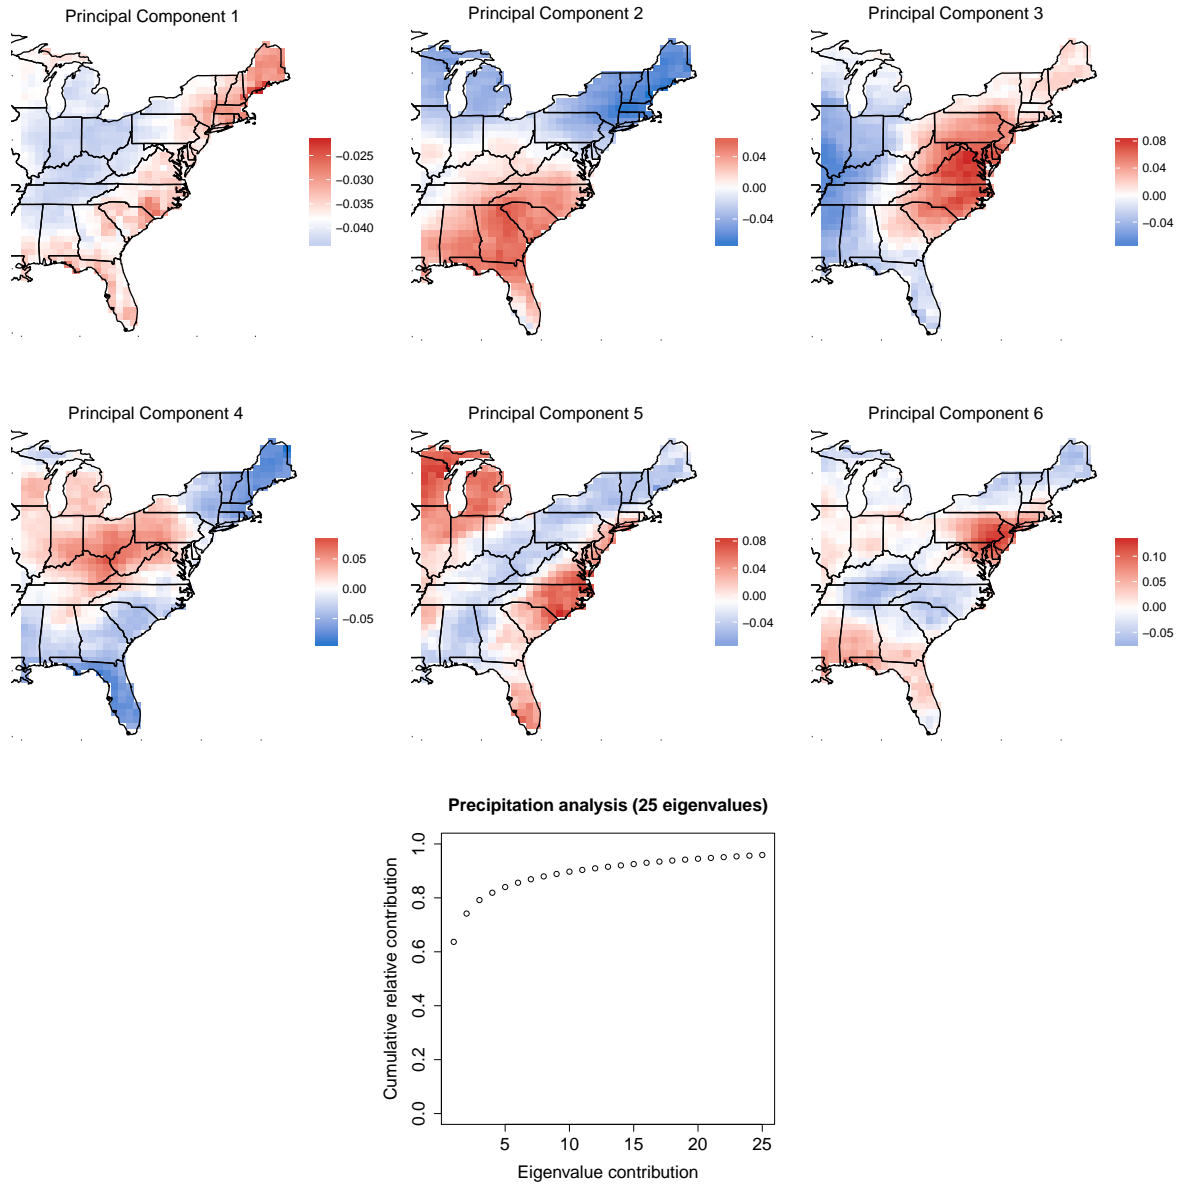 Principal Component 1
Principal Component 2
Principal Component 3
−0.025
−0.030
−0.035
−0.040
0.04
0.00
−0.04
0.08
0.04
0.00
−0.04
Principal Component 4
Principal Component 5
Principal Component 6
0.05
0.00
−0.05
0.08
0.04
0.00
−0.04
0.10
0.05
0.00
−0.05
Precipitation analysis (25 eigenvalues)
Cumulative relative contribution
1.0
0.8
0.6
0.4
0.2
0.0
5 10 15 20 25
Eigenvalue contribution